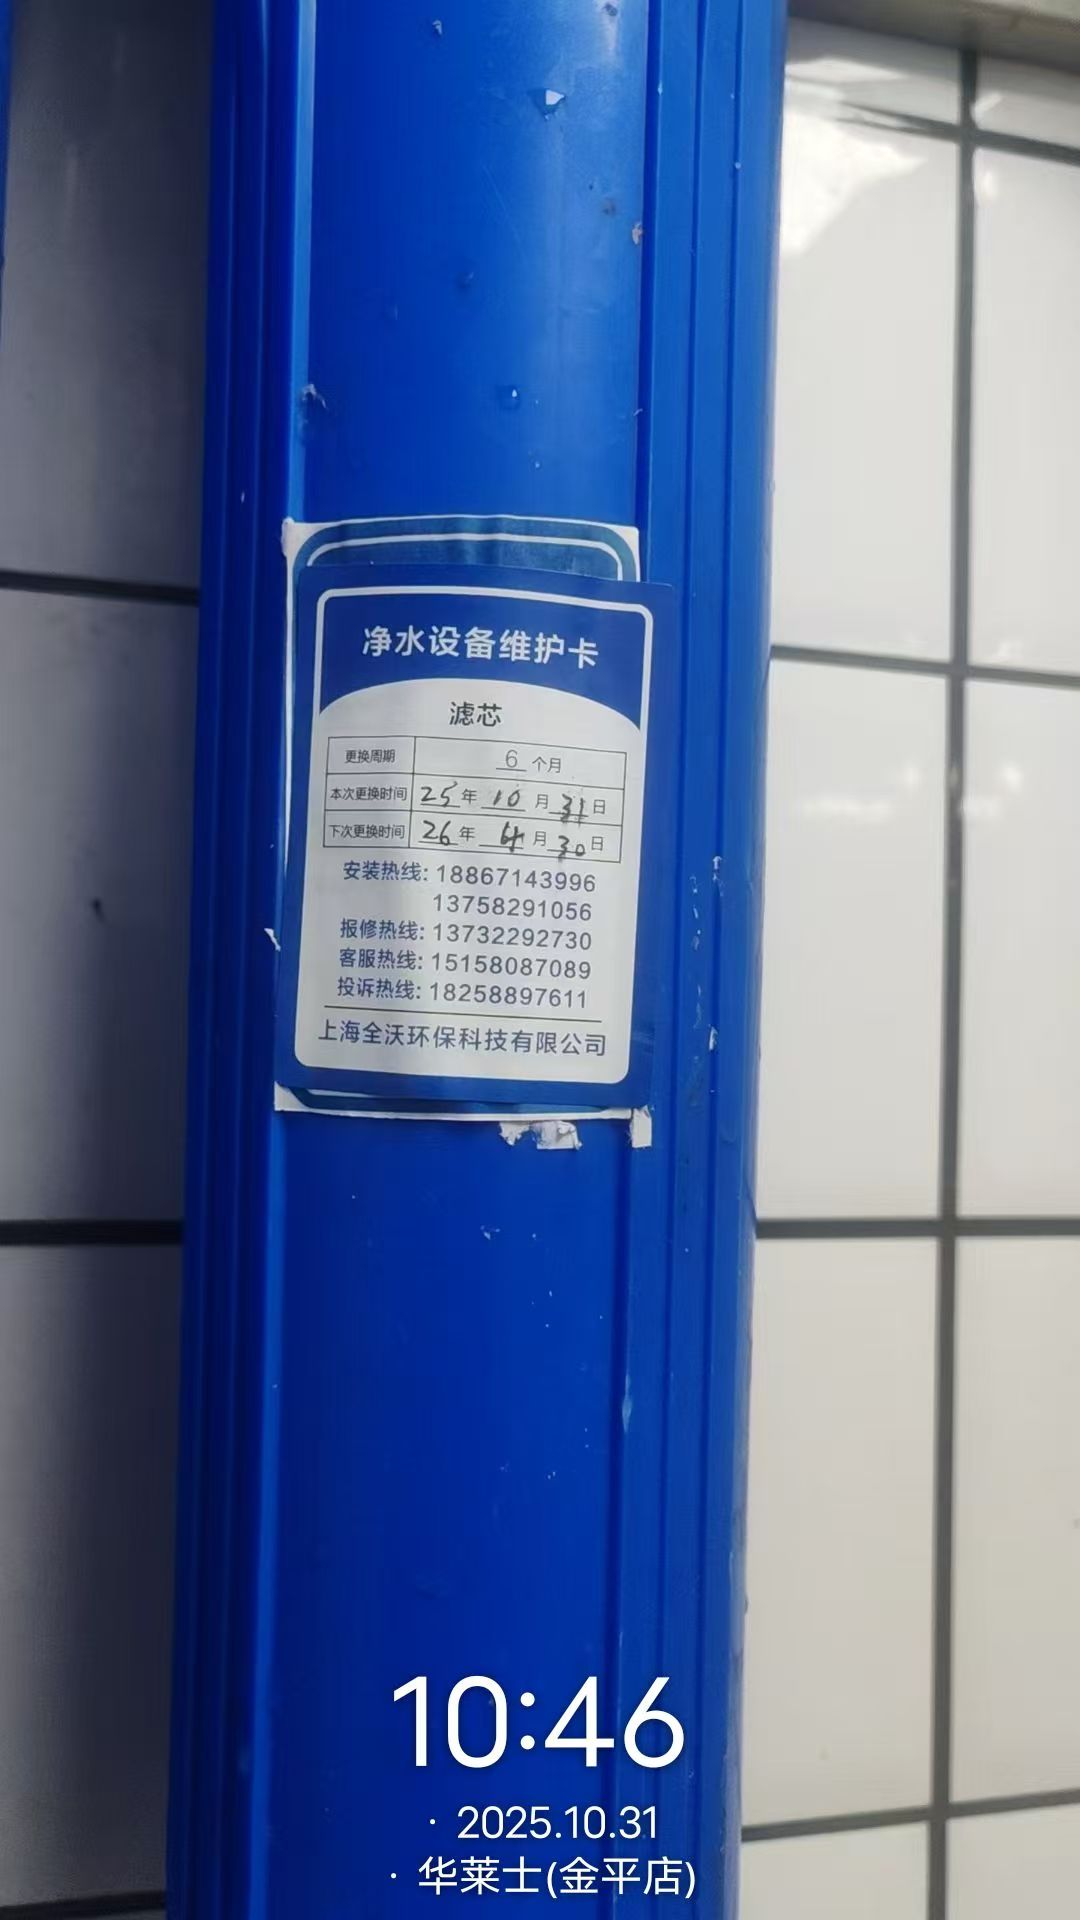 净水设备维护卡
滤芯
更换周期 6 个月
本次更换时间 25 年 10 月 31 日
下次更换时间 26 年 4 月 30 日
安装热线: 18867143996
13758291056
报修热线: 13732292730
客服热线: 15158087089
投诉热线: 18258897611
上海全沃环保科技有限公司
10:46
· 2025.10.31
· 华莱士(金平店)